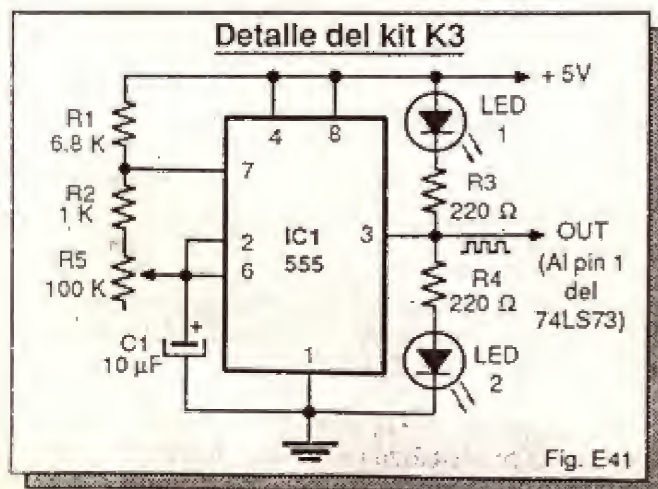 Detalle del kit K3
+ 5V
R1
6.8 K
4
8
LED
1
7
R3
220 Ω
R2
1 K
2
IC1
555
3
OUT
R5
100 K
6
R4
220 Ω
(Al pin 1
del
74LS73)
C1
10 µF
+
1
LED
2
Fig. E41